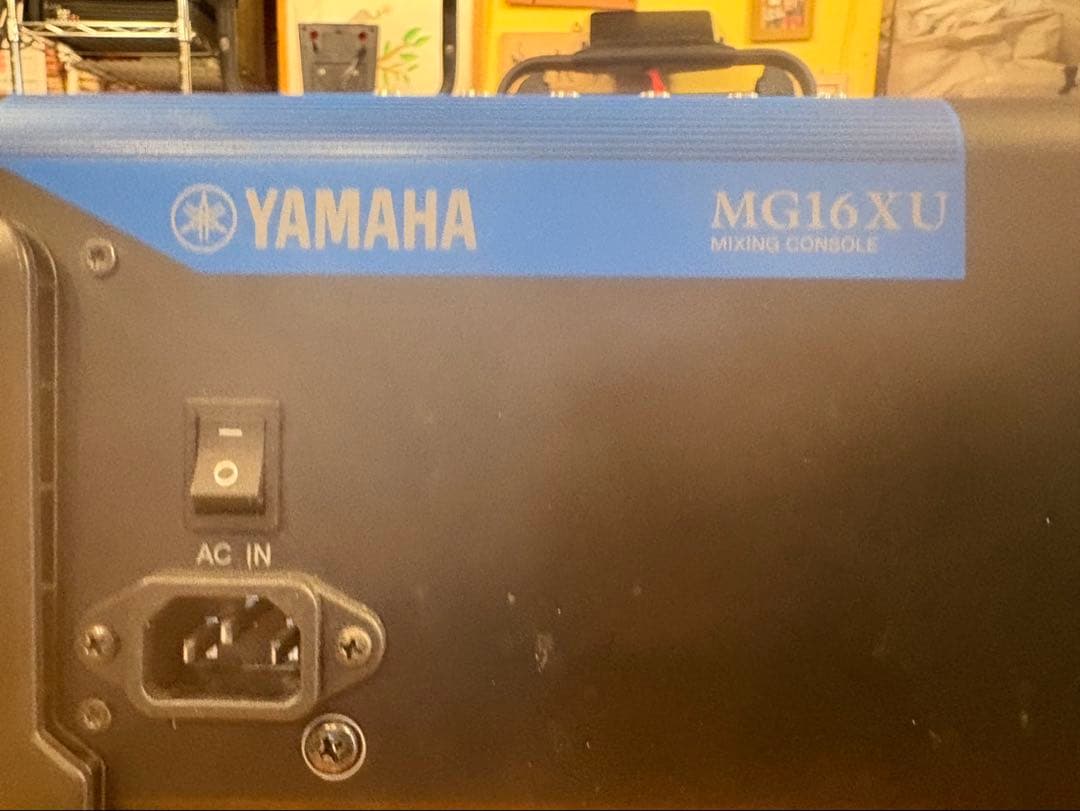 YAMAHA
MG16XU
MIXING CONSOLE
AC IN